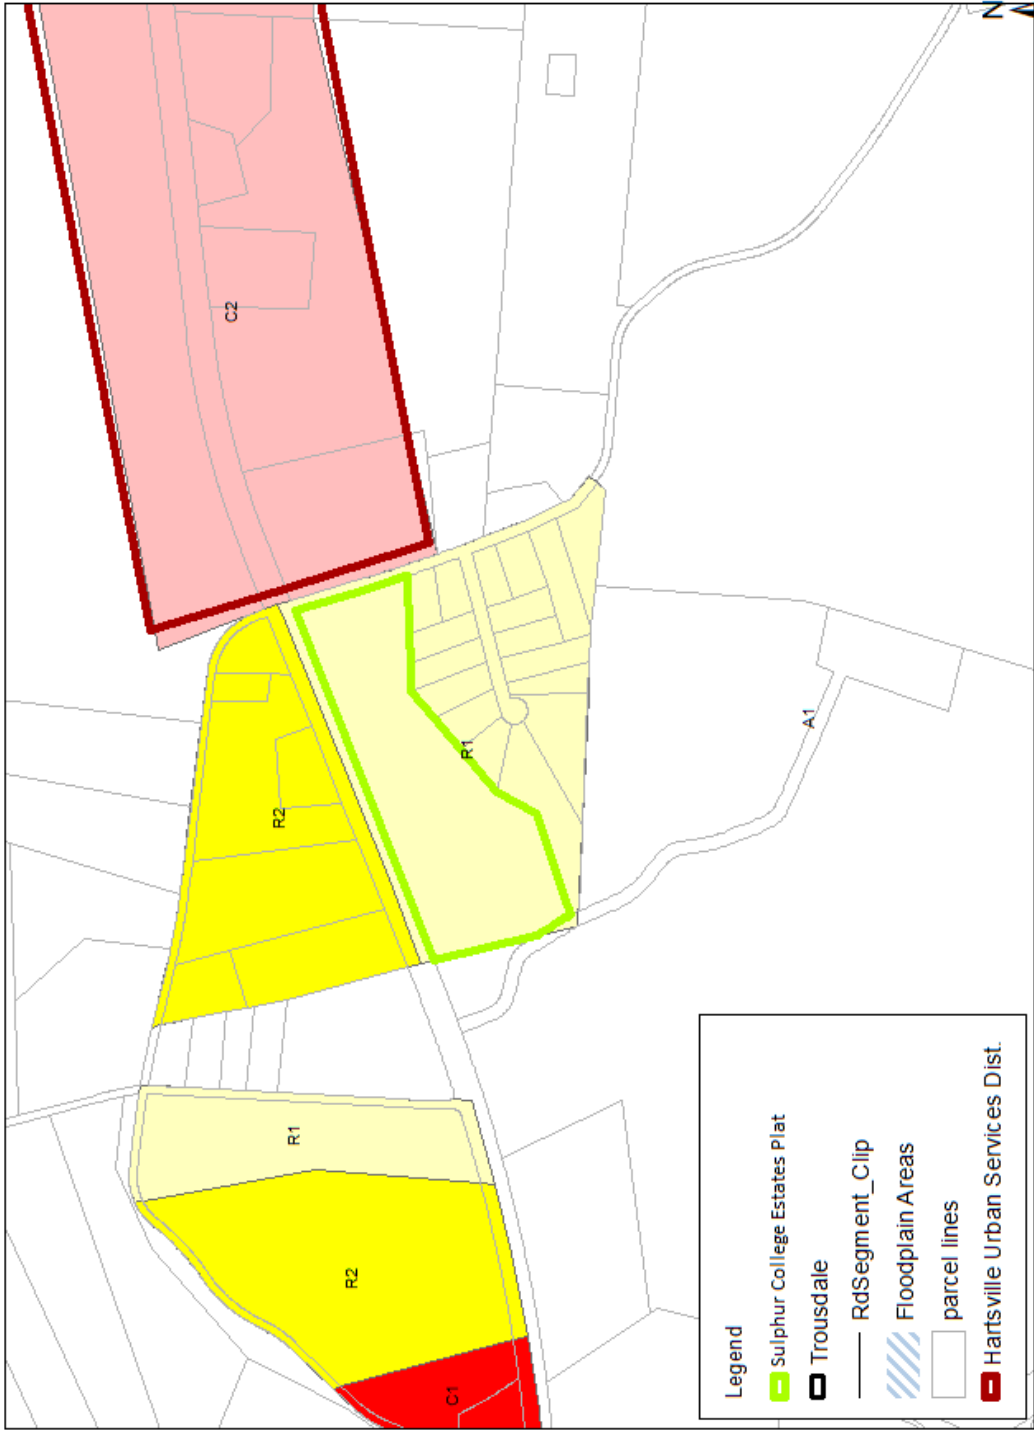 N
C2
R2
R1
A1
R1
R2
C1
Legend
Sulphur College Estates Plat
Trousdale
RdSegment_Clip
Floodplain Areas
parcel lines
Hartsville Urban Services Dist.